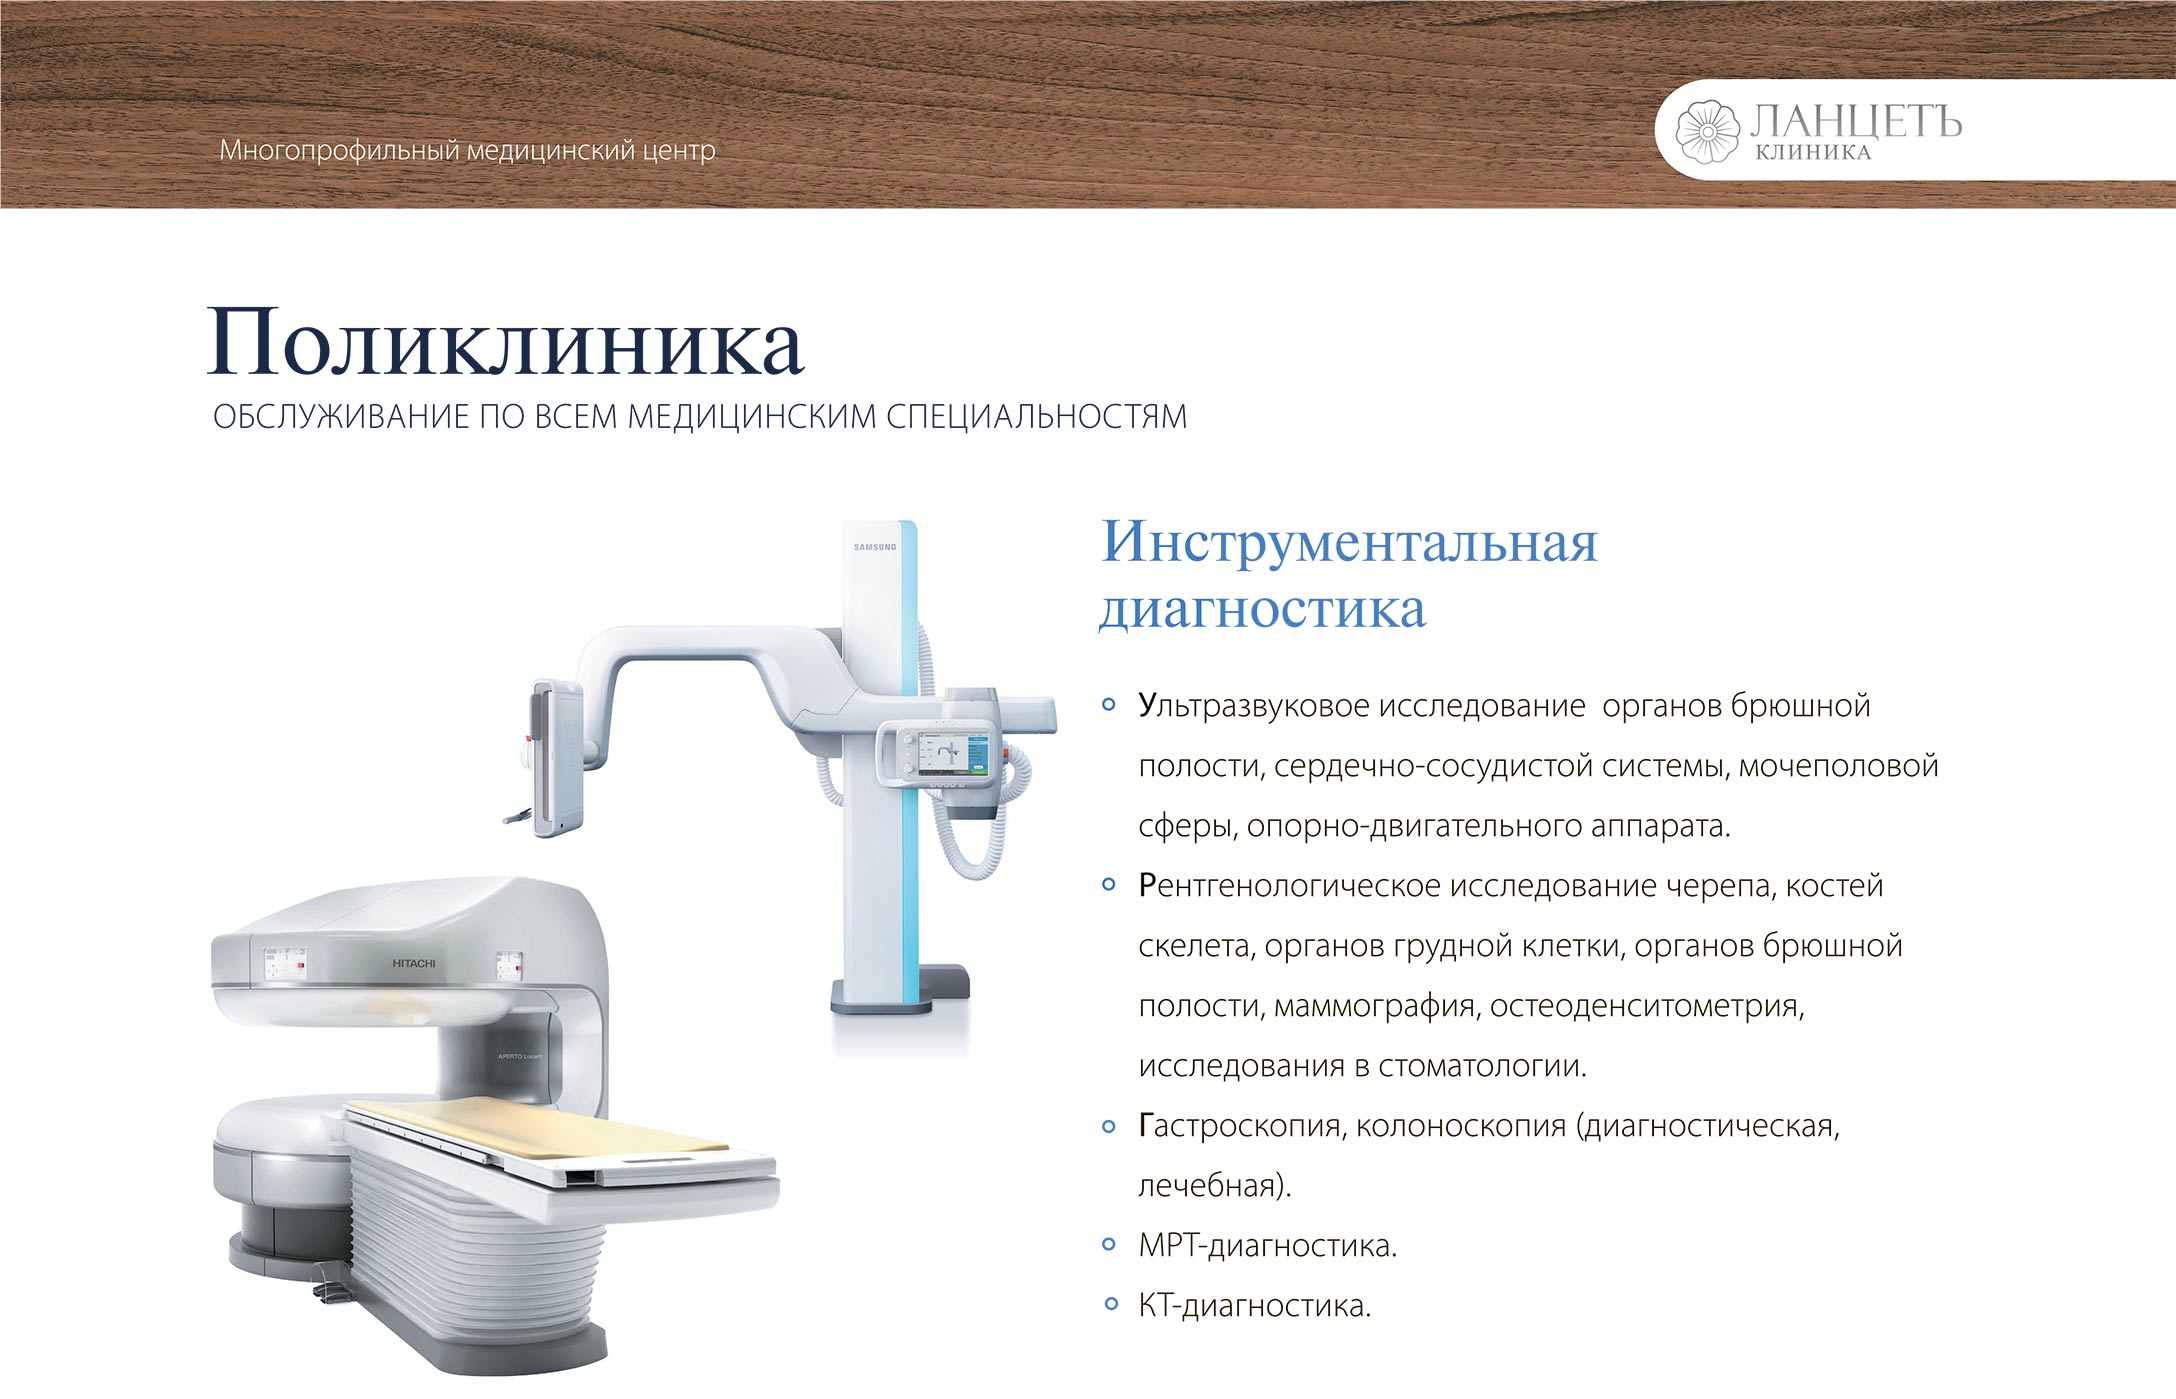 Многопрофильный медицинский центр
ЛАНЦЕТЪ
КЛИНИКА
Поликлиника
ОБСЛУЖИВАНИЕ ПО ВСЕМ МЕДИЦИНСКИМ СПЕЦИАЛЬНОСТЯМ
SAMSUNG
HITACHI
APERTO Lucent
Инструментальная
диагностика
Ультразвуковое исследование органов брюшной
полости, сердечно-сосудистой системы, мочеполовой
сферы, опорно-двигательного аппарата.
Рентгенологическое исследование черепа, костей
скелета, органов грудной клетки, органов брюшной
полости, маммография, остеоденситометрия,
исследования в стоматологии.
Гастроскопия, колоноскопия (диагностическая,
лечебная).
МРТ-диагностика.
КТ-диагностика.